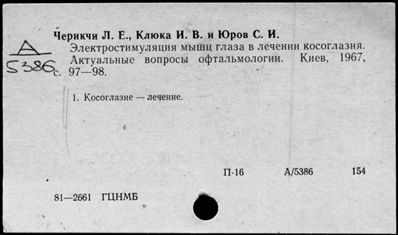 Черикчи Л. Е., Клюка И. В. и Юров С. И.
А
5386
Электростимуляция мышц глаза в лечении косоглазия.
Актуальные вопросы офтальмологии. Киев, 1967,
с. 97—98.
1. Косоглазие — лечение.
П-16 А/5386 154
81—2661 ГЦНМБ